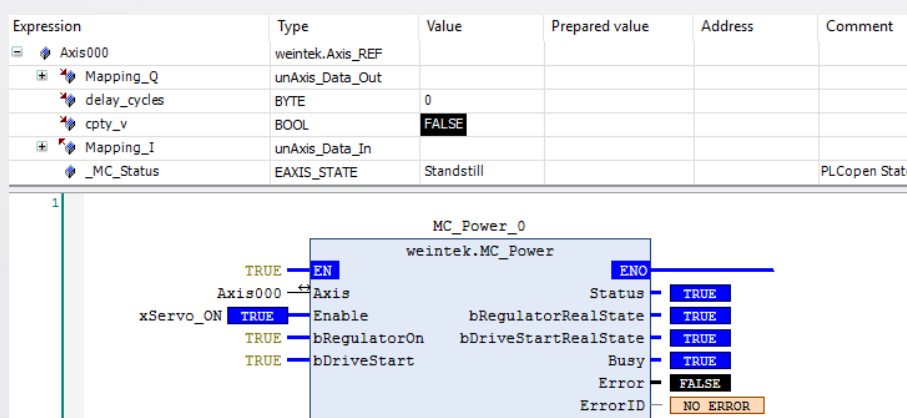 Expression Type Value Prepared value Address Comment
Axis000 weintek.Axis_REF
Mapping_Q unAxis_Data_Out
delay_cycles BYTE 0
cpty_v BOOL FALSE
Mapping_I unAxis_Data_In
_MC_Status EAXIS_STATE Standstill PLCopen Stat
1
MC_Power_0
weintek.MC_Power
TRUE EN ENO
Axis000 Axis Status TRUE
xServo_ON TRUE Enable bRegulatorRealState TRUE
TRUE bRegulatorOn bDriveStartRealState TRUE
TRUE bDriveStart Busy TRUE
Error FALSE
ErrorID NO ERROR